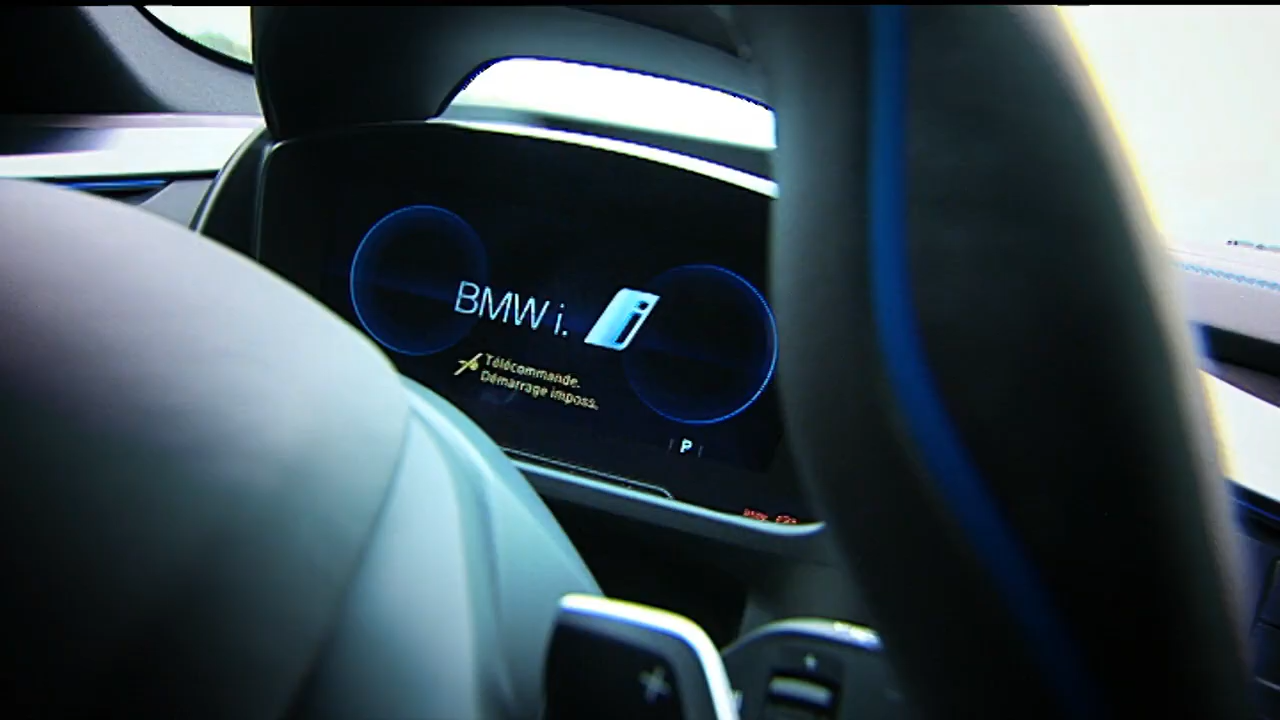 BMW i. i
Télécommande.
Démarrage imposs.
P
+